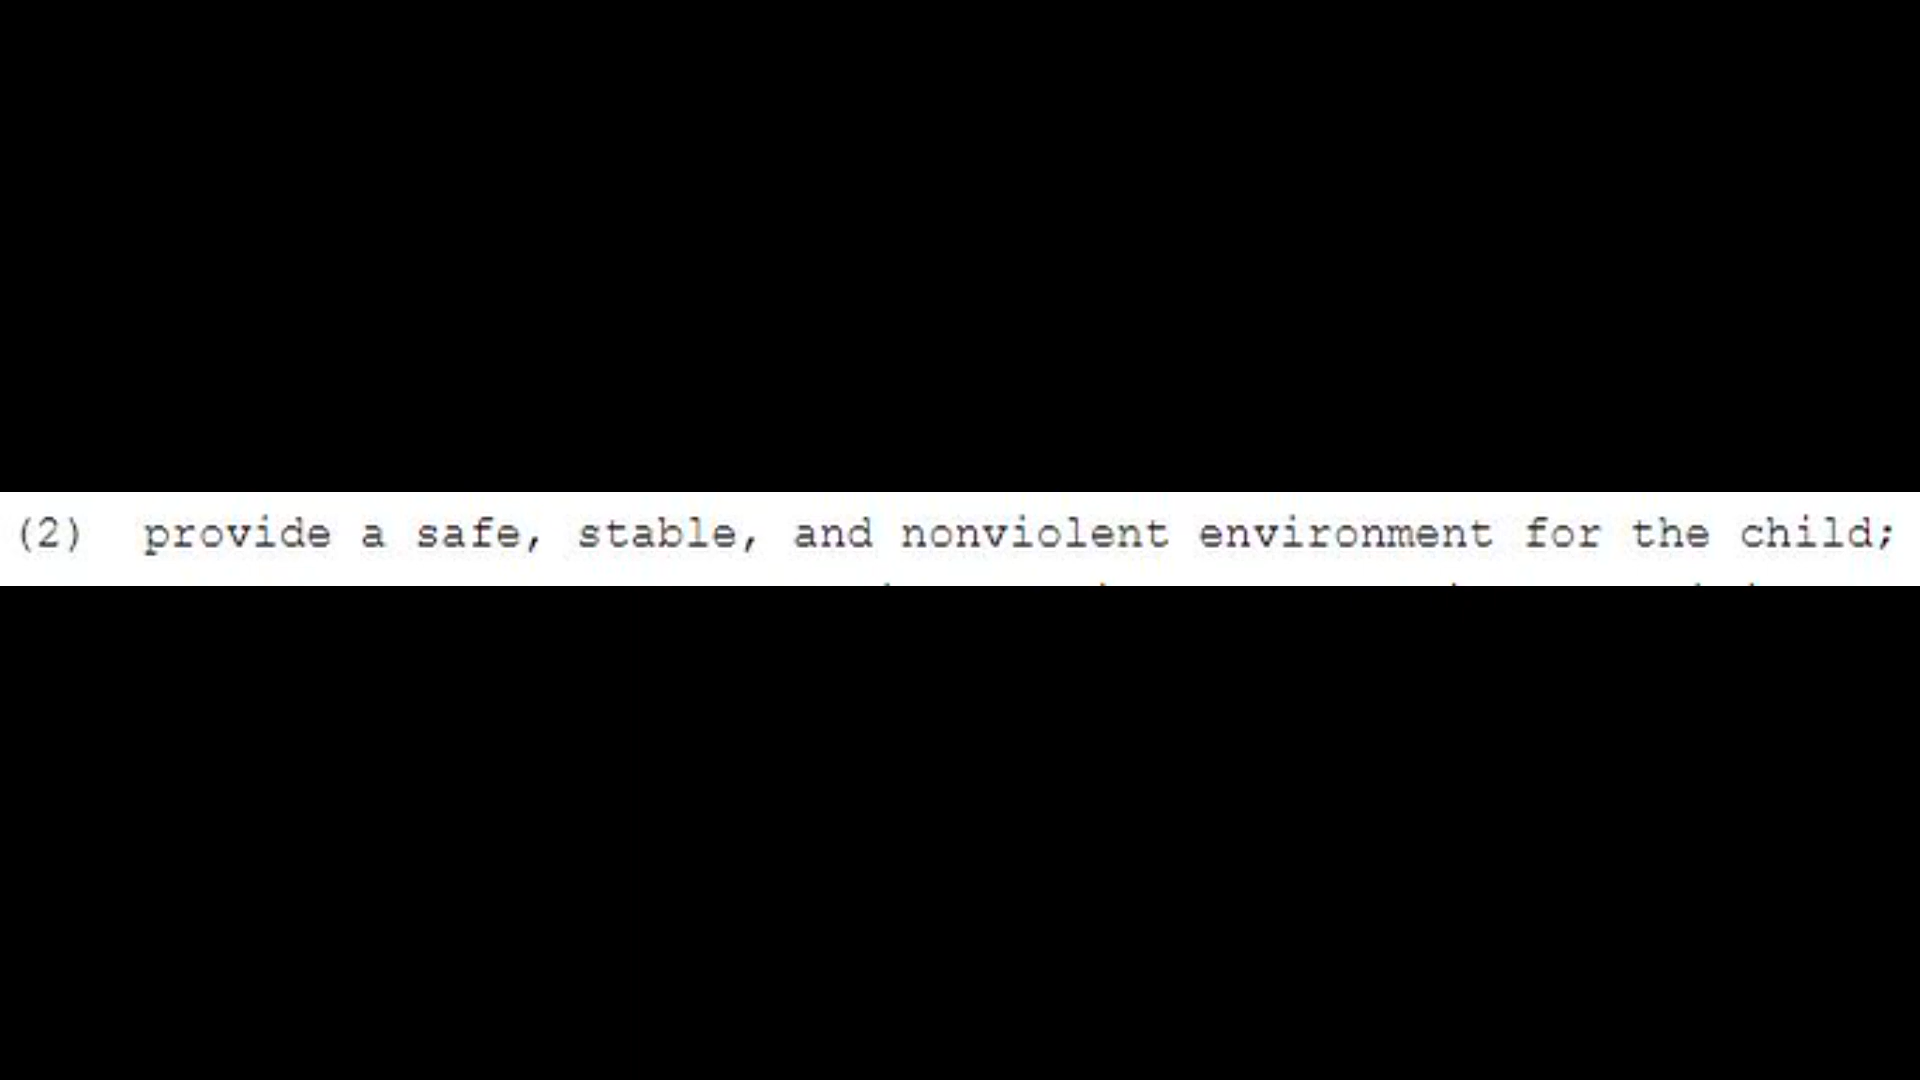 (2)  provide a safe, stable, and nonviolent environment for the child;